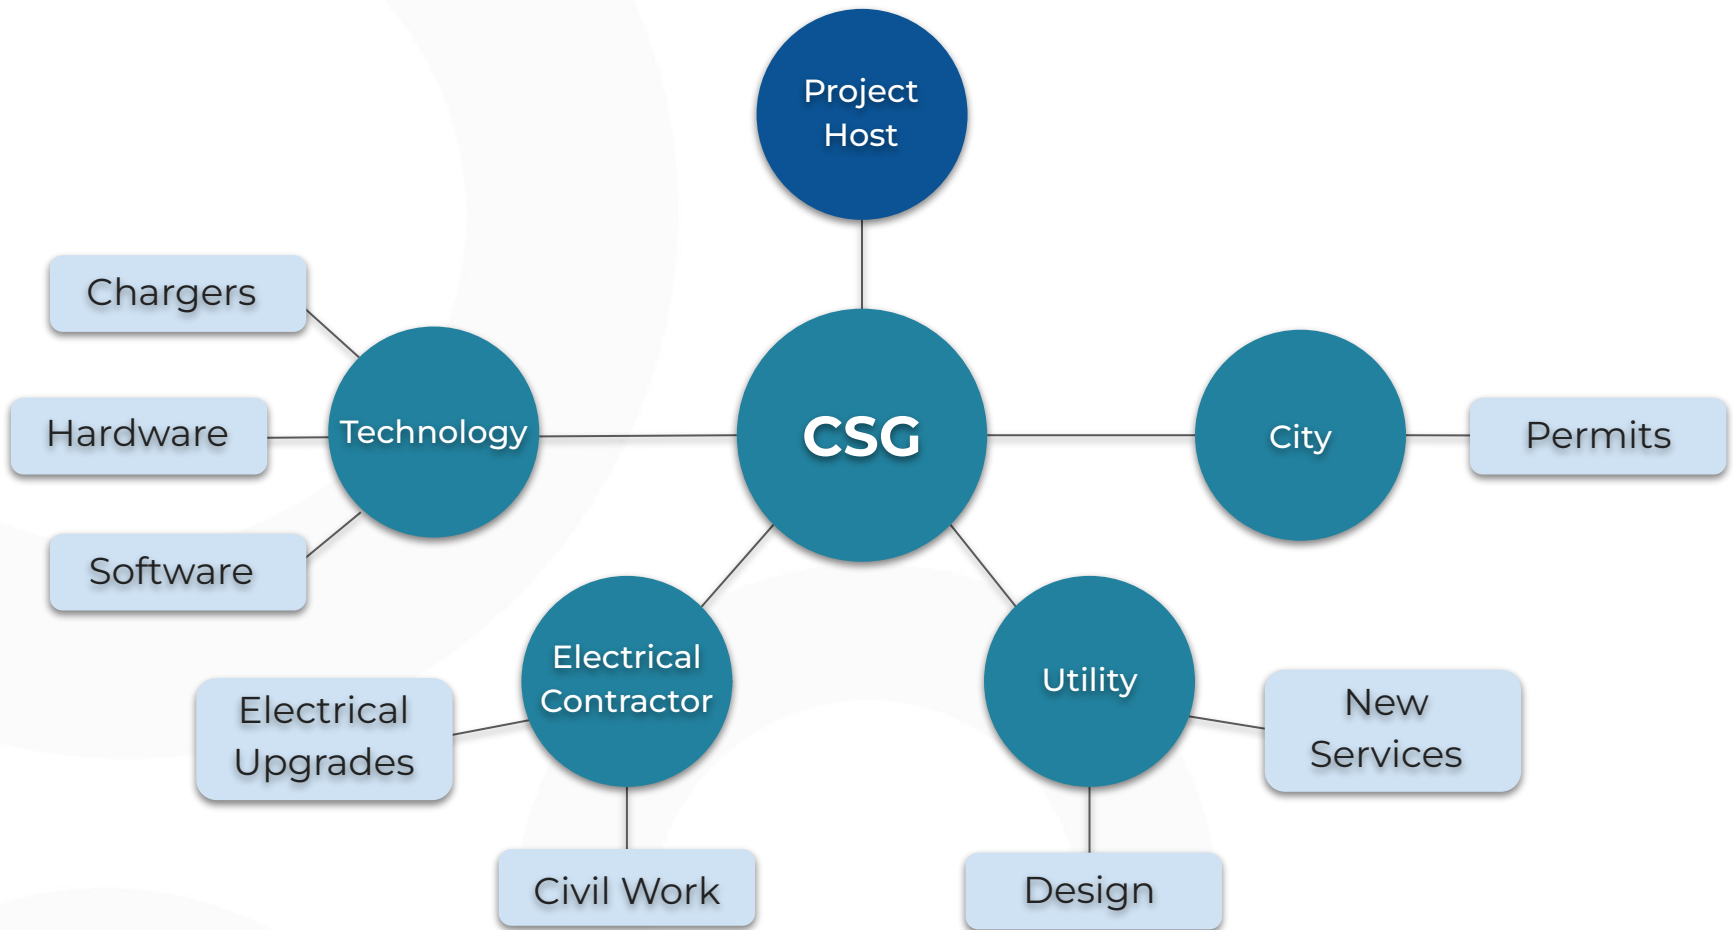 Project
Host
Chargers
Hardware
Software
Technology
CSG
City
Permits
Electrical
Contractor
Electrical
Upgrades
Civil Work
Utility
New
Services
Design